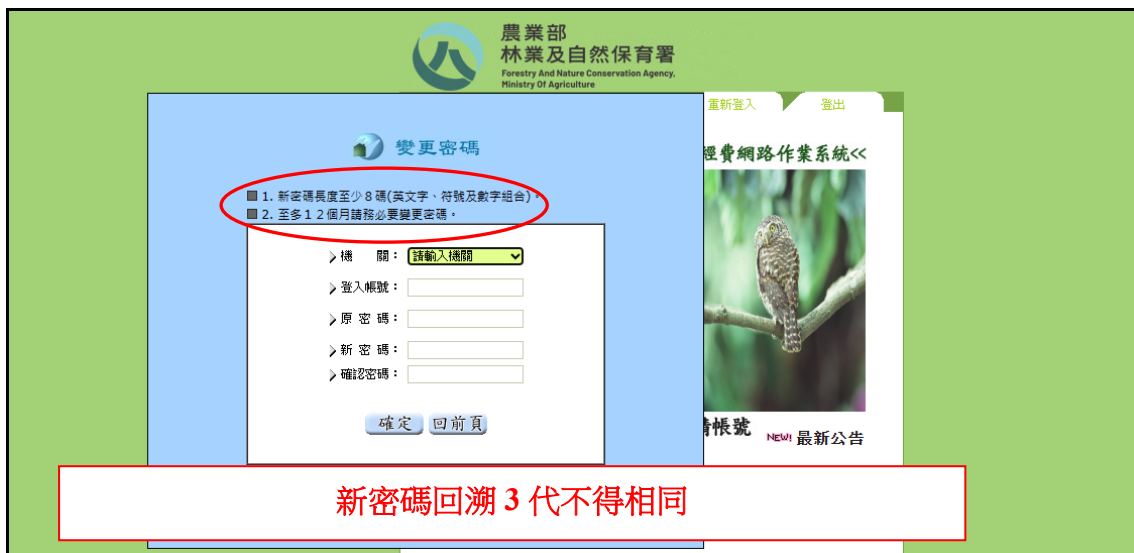 農業部
林業及自然保育署
Forestry And Nature Conservation Agency,
Ministry Of Agriculture
重新登入
登出
變更密碼
經費網路作業系統<<
1. 新密碼長度至少８碼(英文字、符號及數字組合)。
2. 至多１２個月請務必要變更密碼。
機 關：
請輸入機關
登入帳號：
原 密 碼：
新 密 碼：
確認密碼：
確定
回前頁
請帳號
NEW! 最新公告
新密碼回溯 3 代不得相同